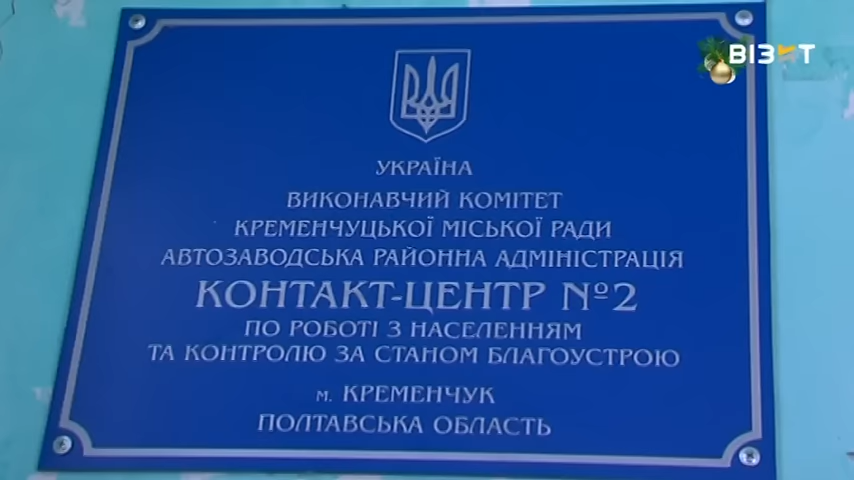 ВІЗИТ
УКРАЇНА
ВИКОНАВЧИЙ КОМІТЕТ
КРЕМЕНЧУЦЬКОЇ МІСЬКОЇ РАДИ
АВТОЗАВОДСЬКА РАЙОННА АДМІНІСТРАЦІЯ
КОНТАКТ-ЦЕНТР №2
ПО РОБОТІ З НАСЕЛЕННЯМ
ТА КОНТРОЛЮ ЗА СТАНОМ БЛАГОУСТРОЮ
м. КРЕМЕНЧУК
ПОЛТАВСЬКА ОБЛАСТЬ